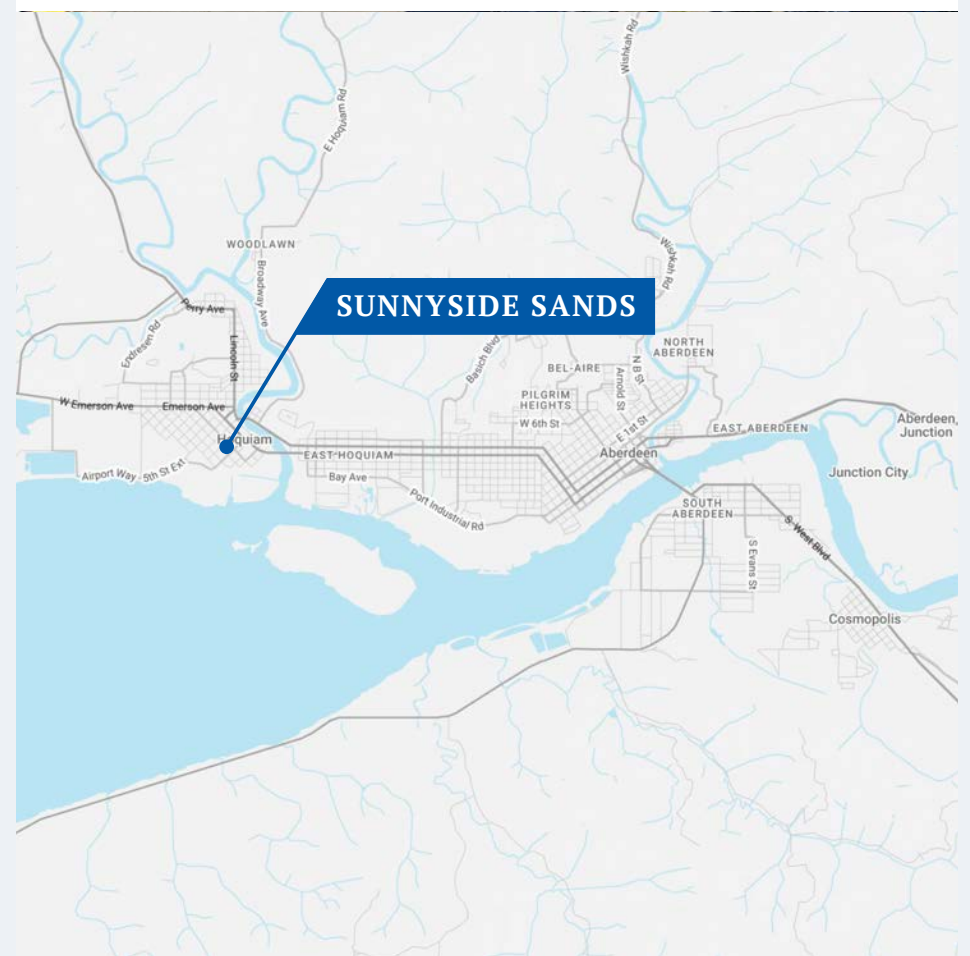 Wishkah Rd
E Hoquiam Rd
WOODLAWN
Broadway Ave
Wishkah Rd
SUNNYSIDE SANDS
Perry Ave
Endresen Rd
Lincoln St
Basich Blvd
NORTH
ABERDEEN
BEL-AIRE
Arnold St
N B St
PILGRIM
HEIGHTS
W Emerson Ave
Emerson Ave
W 6th St
E 1st St
EAST ABERDEEN
Aberdeen,
Junction
Hoquiam
EAST HOQUIAM
Aberdeen
Airport Way - 5th St Ext
Bay Ave
Junction City
Port Industrial Rd
SOUTH
ABERDEEN
S West Blvd
S Evans St
Cosmopolis